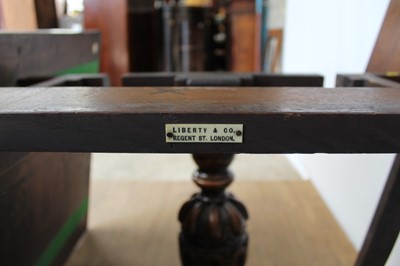 LIBERTY & CO.
REGENT ST. LONDON.